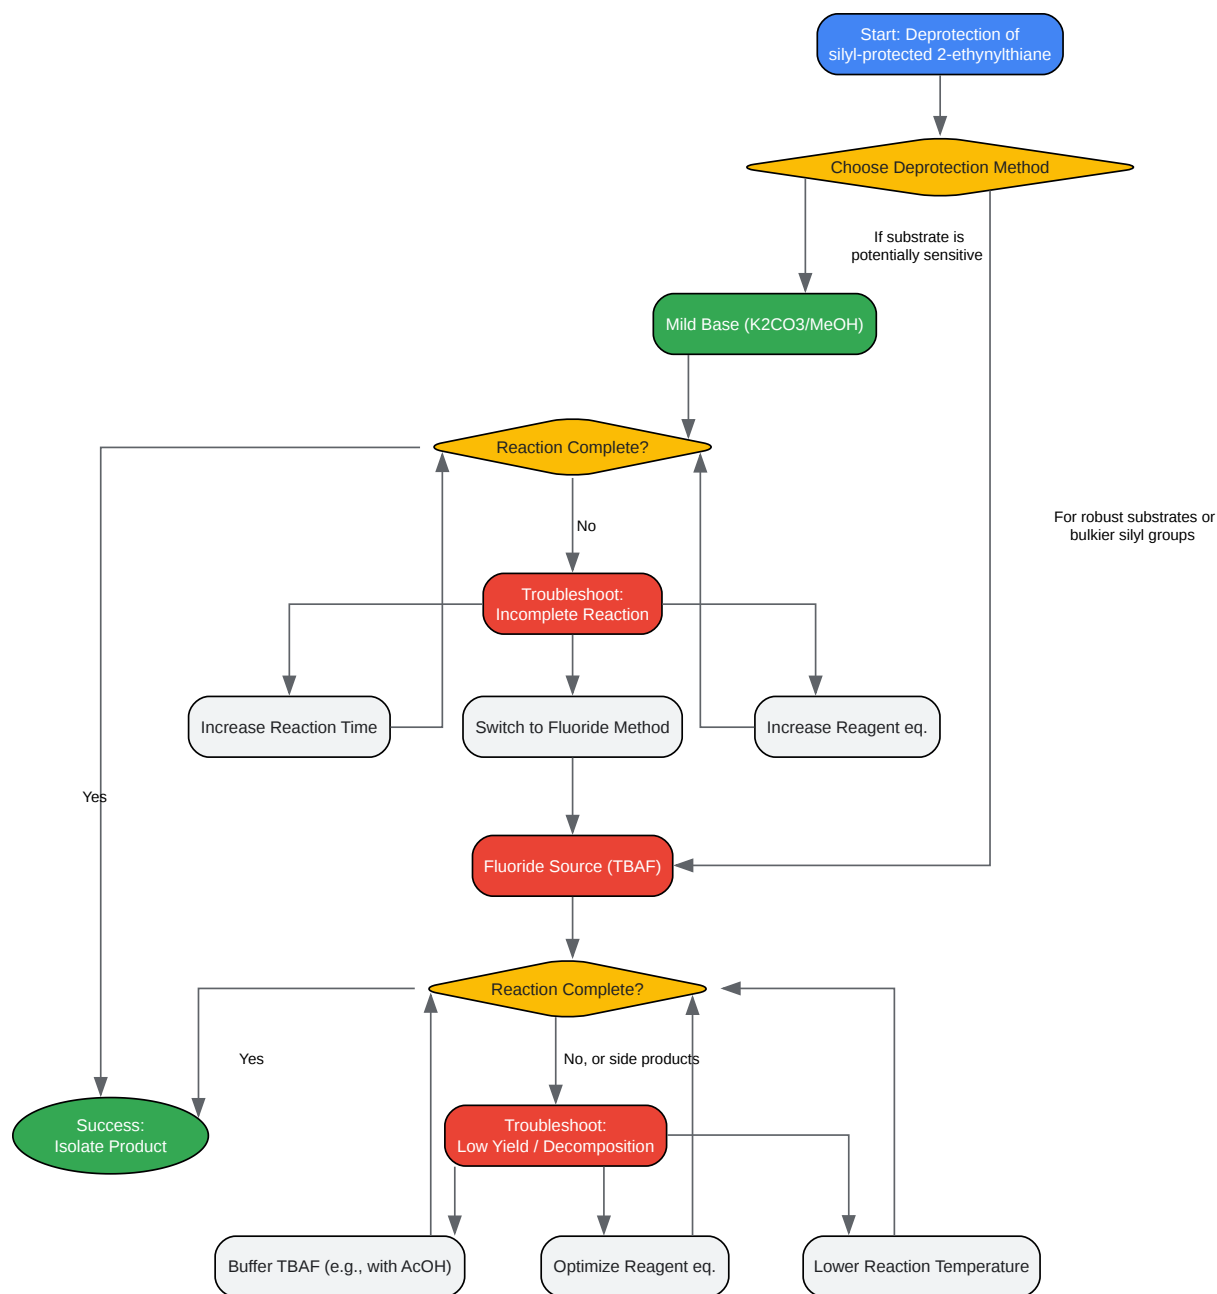 Start: Deprotection of
silyl-protected 2-ethynylthiane
Choose Deprotection Method
If substrate is
potentially sensitive
Mild Base (K2CO3/MeOH)
Reaction Complete?
For robust substrates or
bulkier silyl groups
No
Troubleshoot:
Incomplete Reaction
Increase Reaction Time
Switch to Fluoride Method
Increase Reagent eq.
Yes
Fluoride Source (TBAF)
Reaction Complete?
Yes
No, or side products
Success:
Isolate Product
Troubleshoot:
Low Yield / Decomposition
Buffer TBAF (e.g., with AcOH)
Optimize Reagent eq.
Lower Reaction Temperature